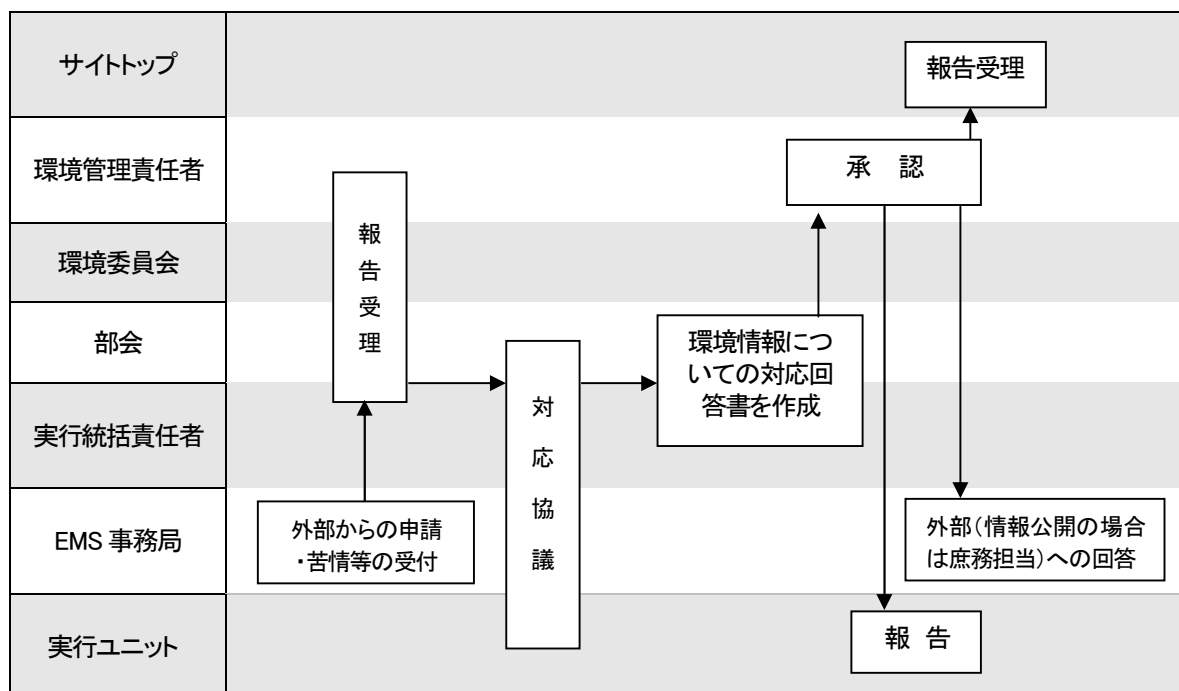 サイトトップ
環境管理責任者
環境委員会
部会
実行統括責任者
EMS 事務局
実行ユニット
報告受理
外部からの申請
・苦情等の受付
対応協議
環境情報につ
いての対応回
答書を作成
承 認
報告受理
外部（情報公開の場合
は庶務担当）への回答
報 告